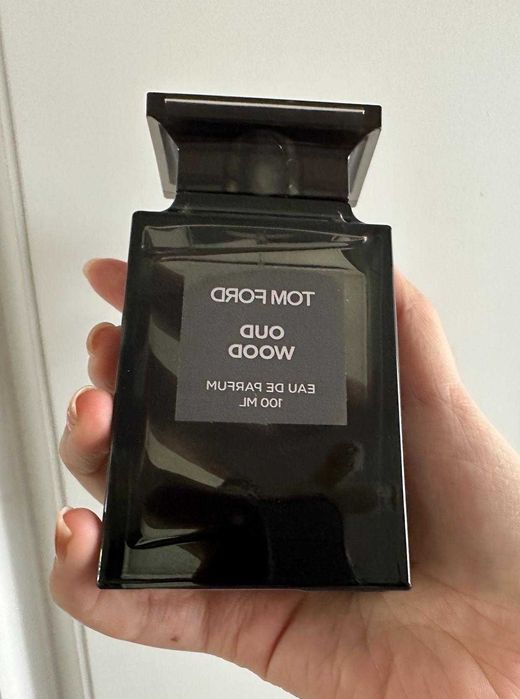 TOM FORD
OUD
WOOD
EAU DE PARFUM
100 ML